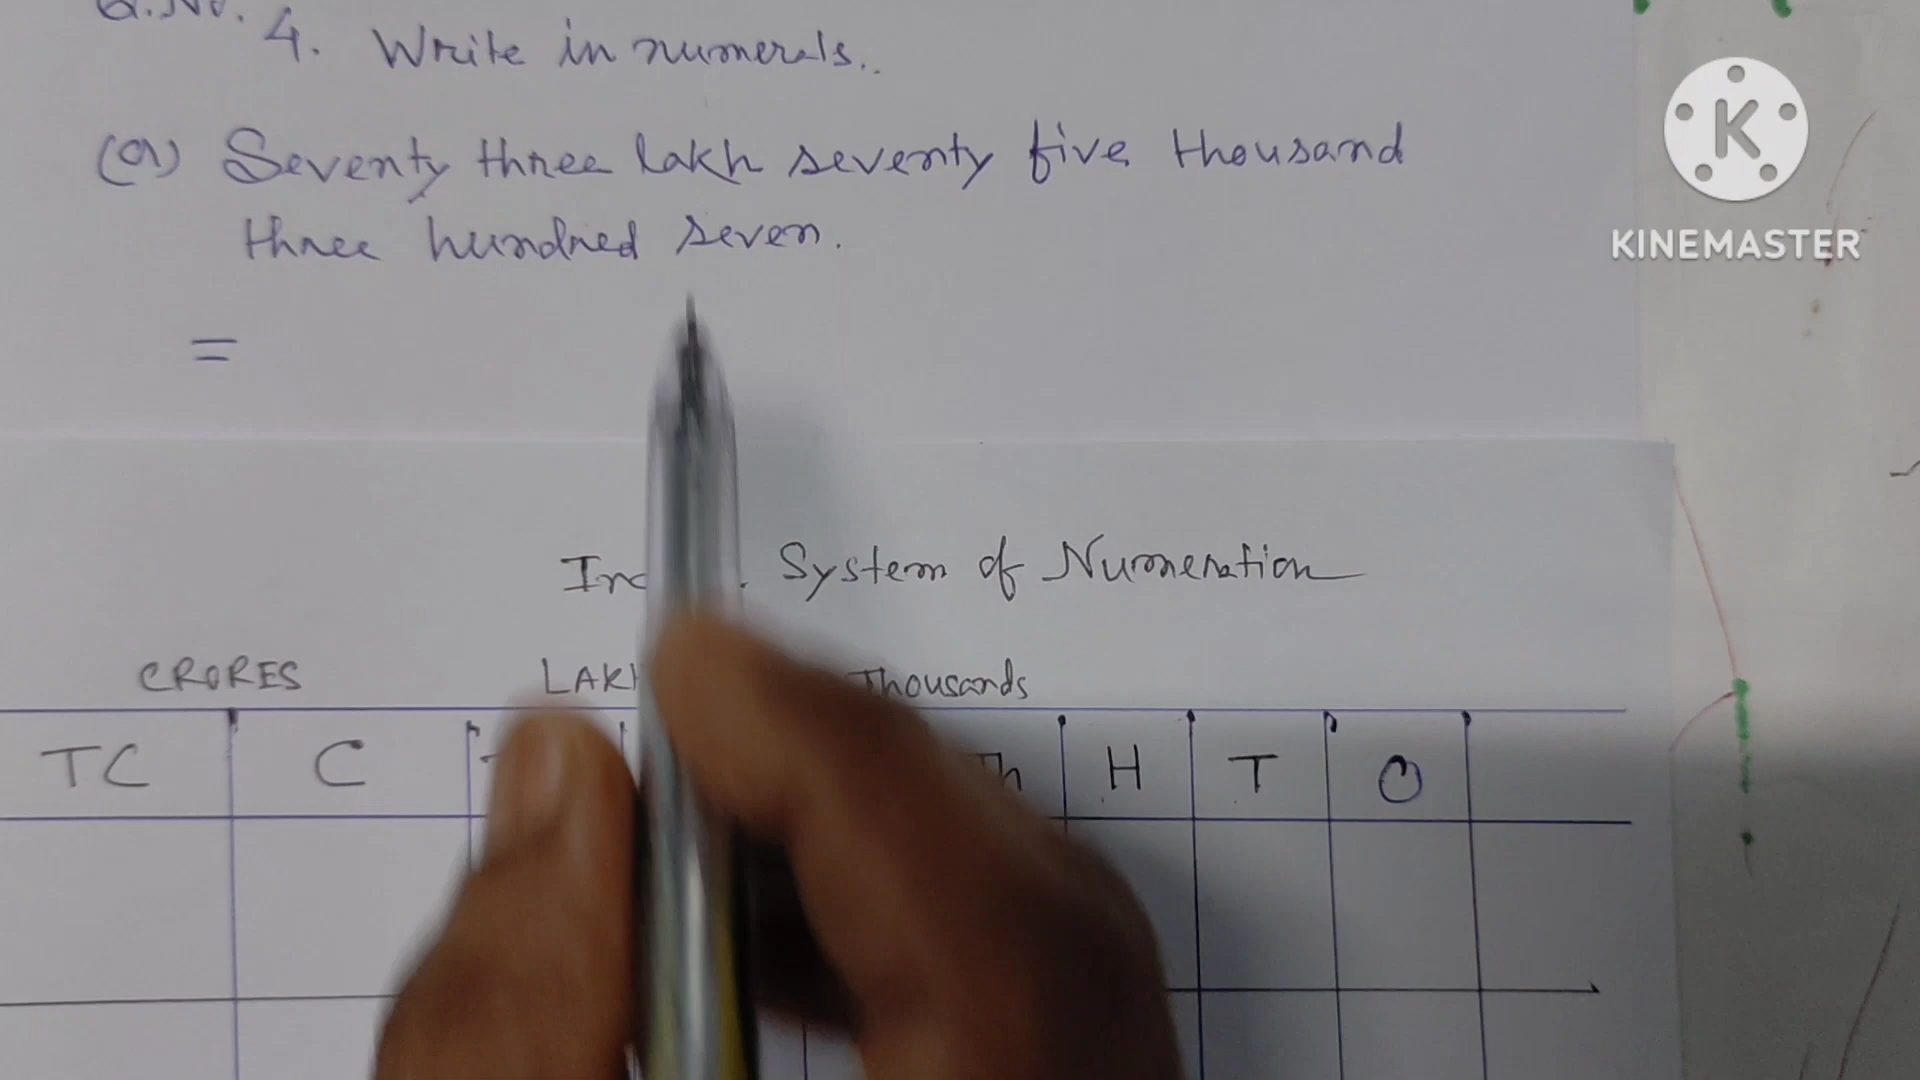 4. Write in numerals..
(a) Seventy three lakh seventy five thousand
three hundred seven.
=
KINEMASTER
System of Numeration
CRORES Thousands
TC C H T O